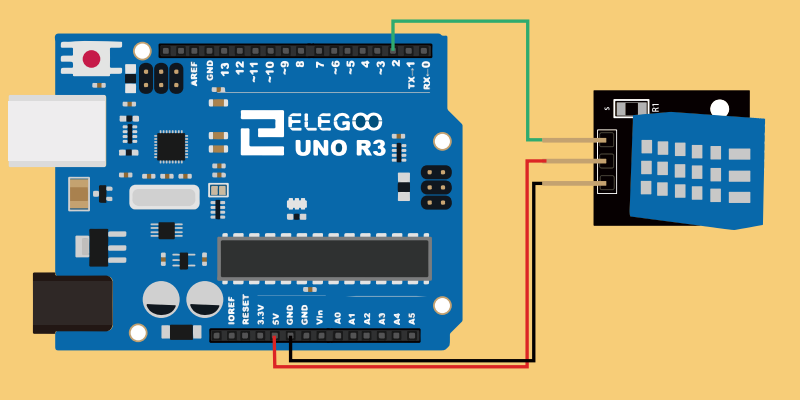 AREF
GND
13
12
~11
~10
~9
8
7
~6
~5
4
~3
2
TX→1
RX←0
ELEGOO
UNO R3
IOREF
RESET
3.3V
5V
GND
GND
Vin
A0
A1
A2
A3
A4
A5
S
R1